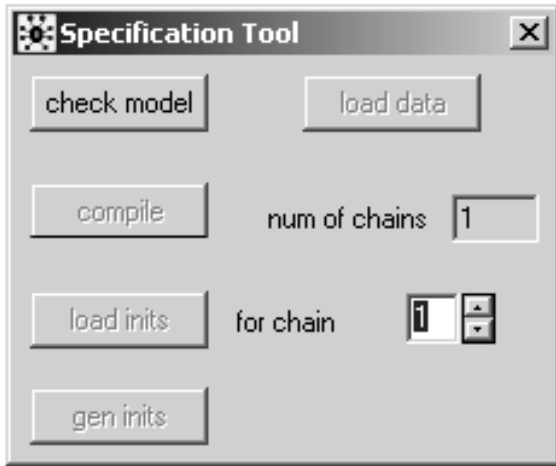 Specification Tool
check model load data
compile num of chains 1
load inits for chain 1
gen inits